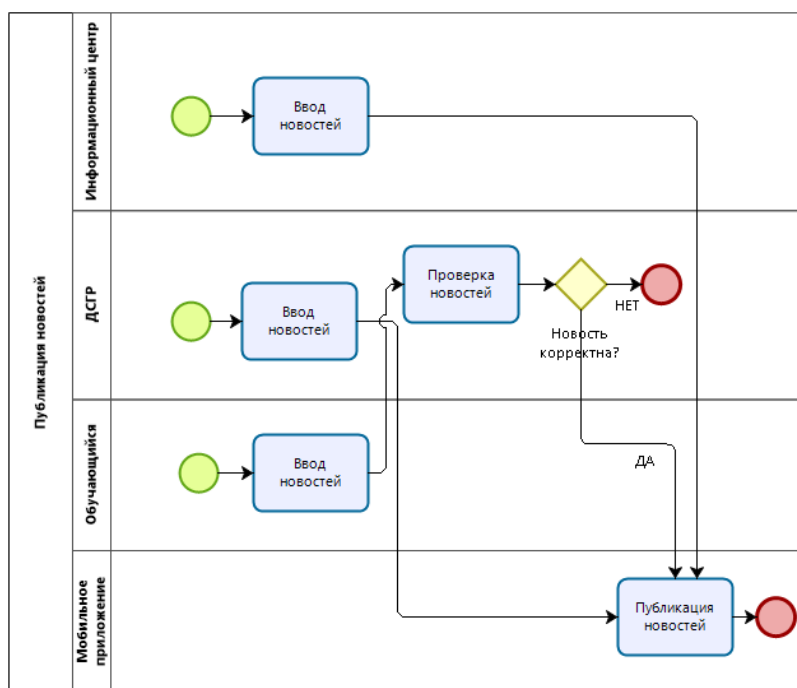 Публикация новостей
Информационный центр
Ввод
новостей
ДСГР
Ввод
новостей
Проверка
новостей
Новость
корректна?
НЕТ
Обучающийся
Ввод
новостей
ДА
Мобильное
приложение
Публикация
новостей